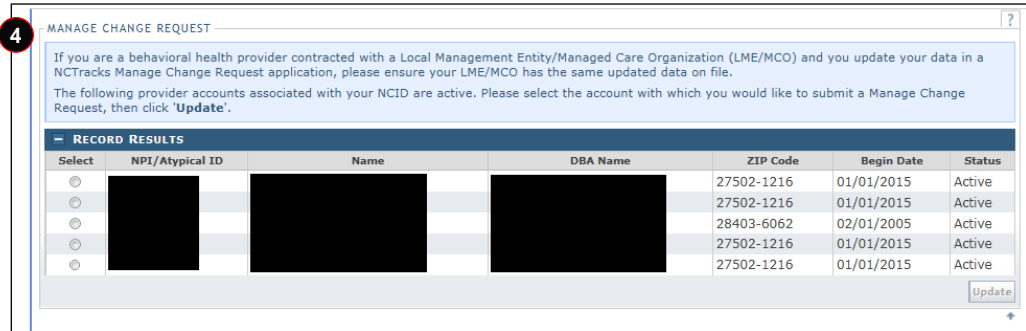 4
MANAGE CHANGE REQUEST
?
If you are a behavioral health provider contracted with a Local Management Entity/Managed Care Organization (LME/MCO) and you update your data in a
NCTracks Manage Change Request application, please ensure your LME/MCO has the same updated data on file.
The following provider accounts associated with your NCID are active. Please select the account with which you would like to submit a Manage Change
Request, then click 'Update'.
RECORD RESULTS
Select NPI/Atypical ID Name DBA Name ZIP Code Begin Date Status
27502-1216 01/01/2015 Active
27502-1216 01/01/2015 Active
28403-6062 02/01/2005 Active
27502-1216 01/01/2015 Active
27502-1216 01/01/2015 Active
Update